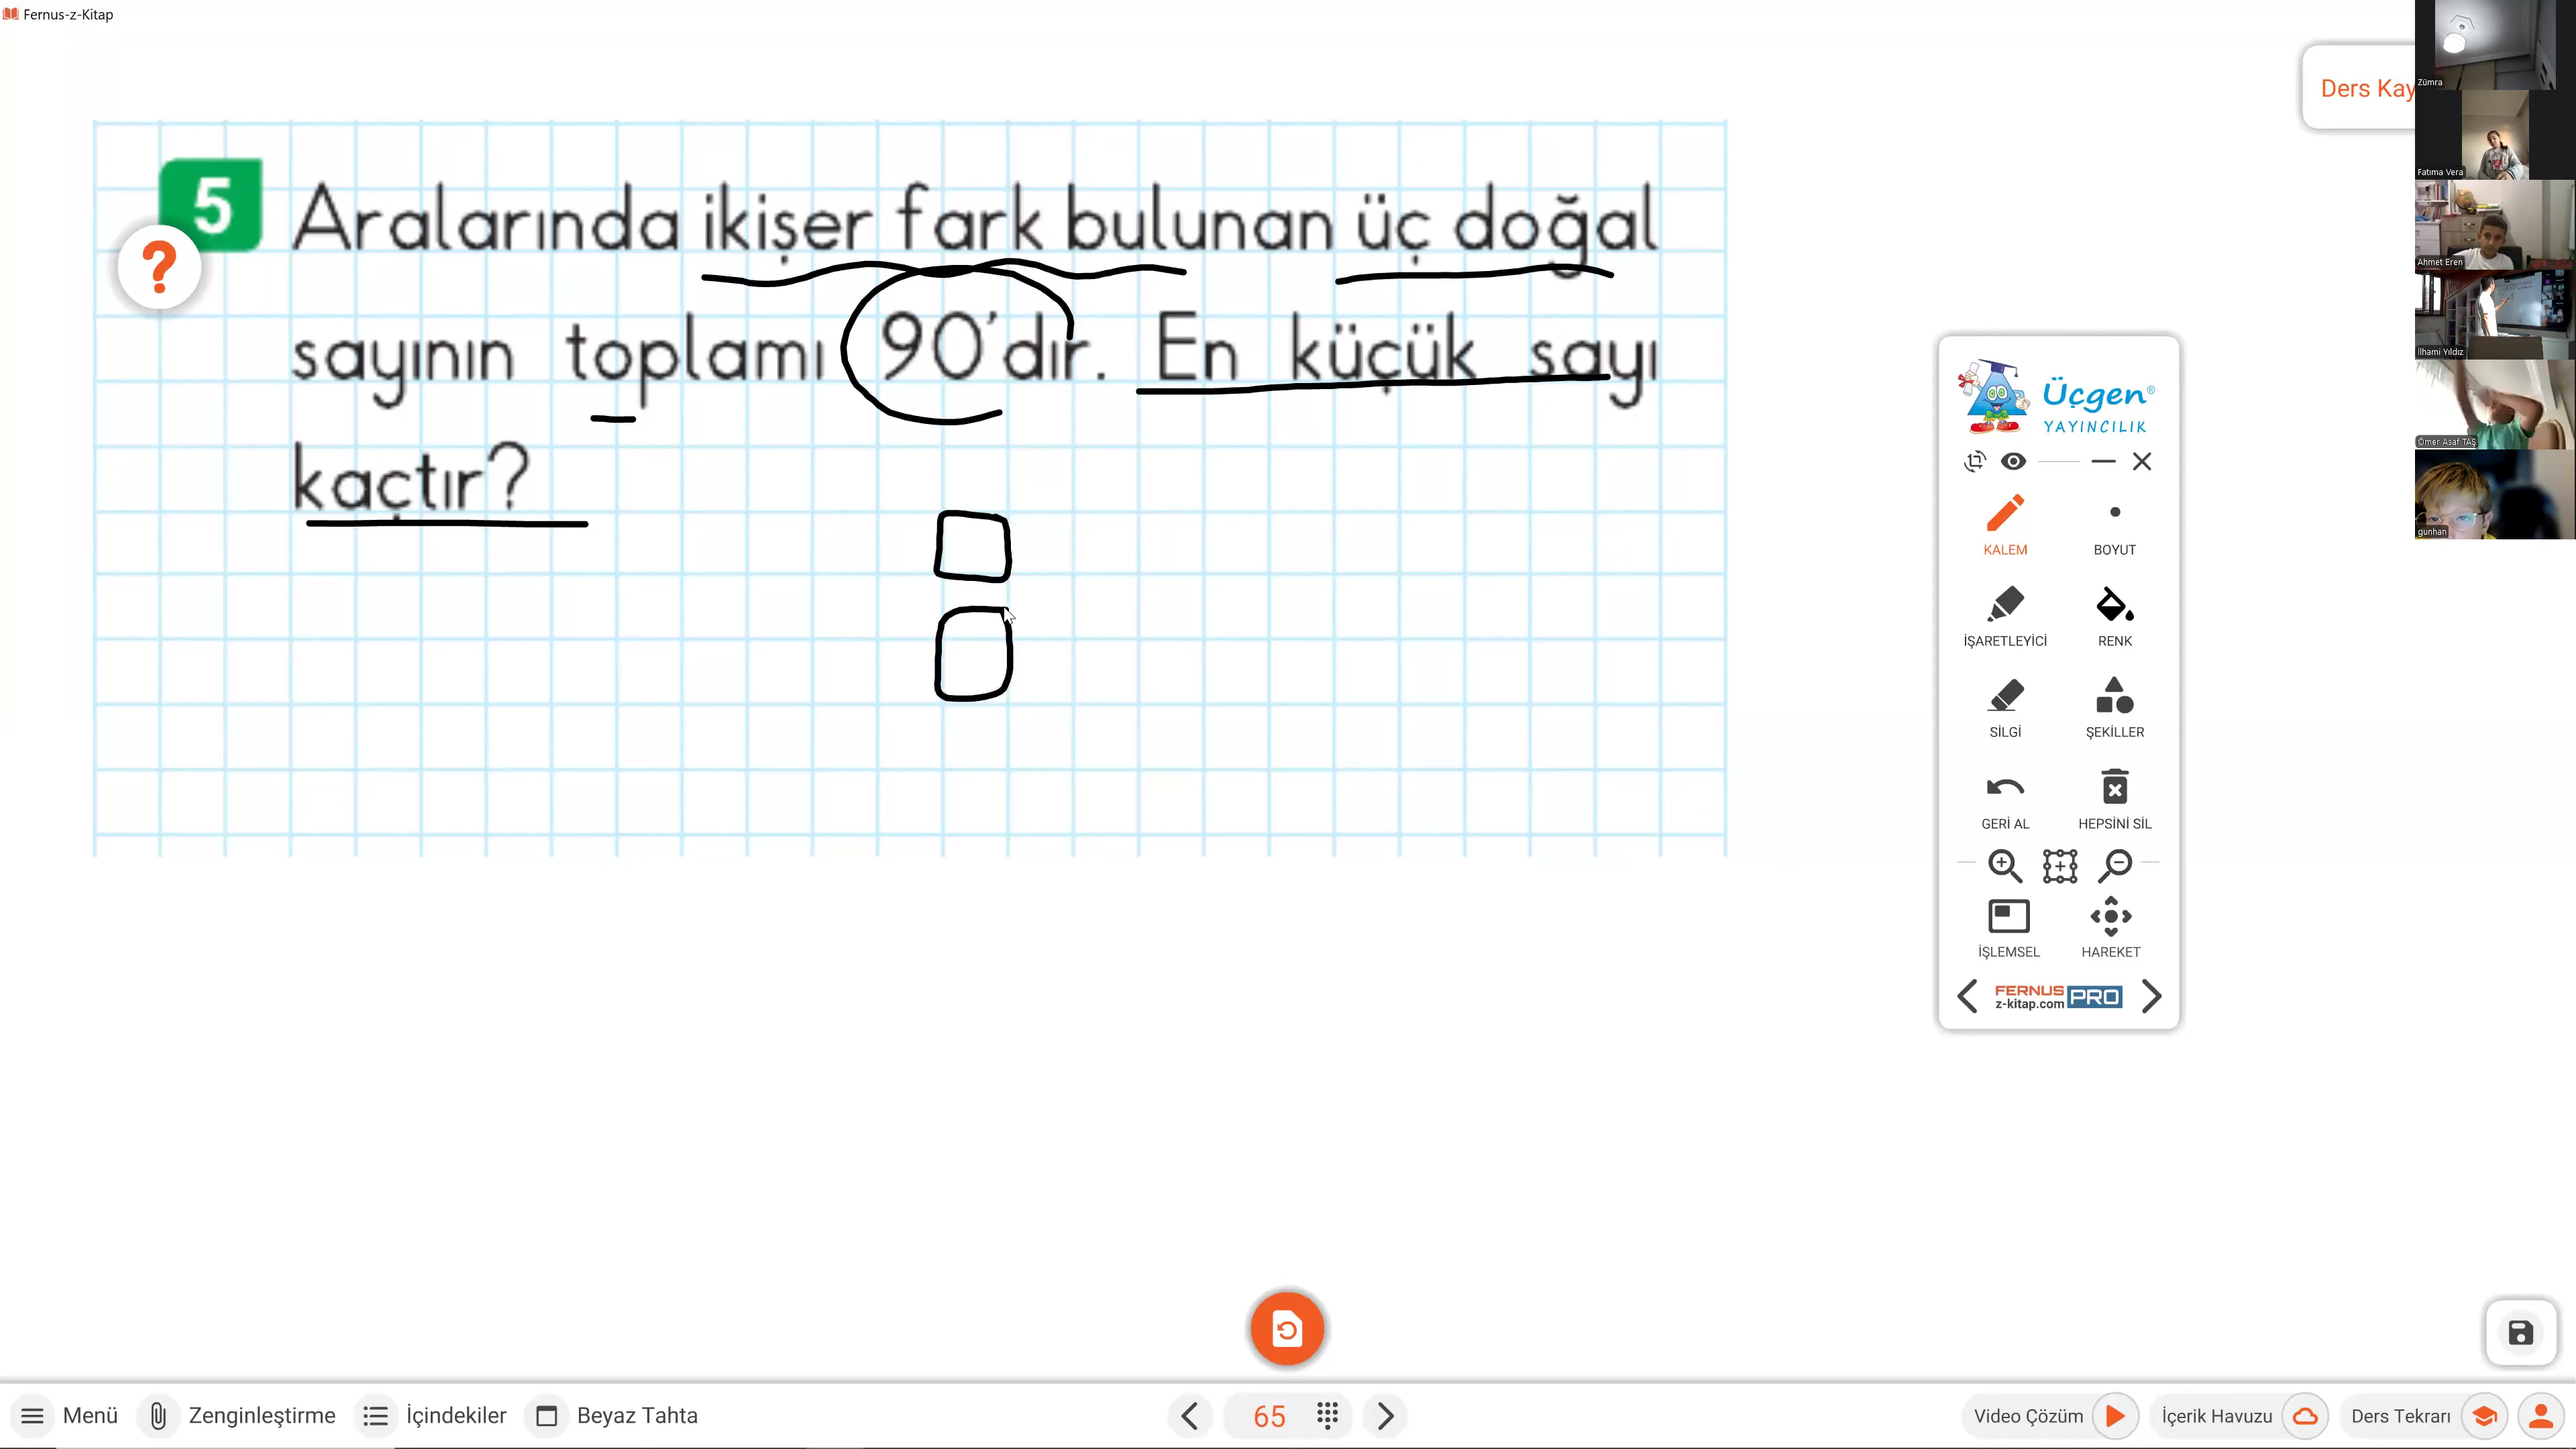 Fernus-z-Kitap
Ders Kay
5
Aralarında ikişer fark bulunan üç doğal
sayının toplamı 90'dır. En küçük sayı
kaçtır?
?
Zümra
Fatıma Vera
Ahmet Eren
İlhami Yıldız
Ömer Asaf TAŞ
gunhan
Üçgen®
YAYINCILIK
KALEM
BOYUT
İŞARETLEYİCİ
RENK
SİLGİ
ŞEKİLLER
GERİ AL
HEPSİNİ SİL
İŞLEMSEL
HAREKET
FERNUS
z-kitap.com PRO
Menü
Zenginleştirme
İçindekiler
Beyaz Tahta
65
Video Çözüm
İçerik Havuzu
Ders Tekrarı